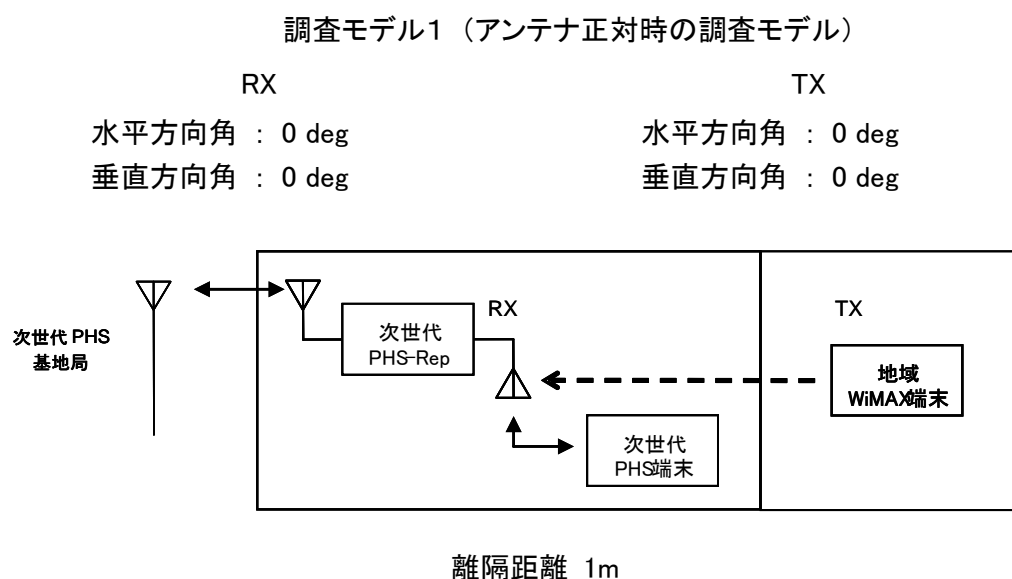 調査モデル1 (アンテナ正対時の調査モデル)
RX
水平方向角 : 0 deg
垂直方向角 : 0 deg
TX
水平方向角 : 0 deg
垂直方向角 : 0 deg
次世代 PHS
基地局
次世代
PHS-Rep
RX
TX
地域
WiMAX端末
次世代
PHS端末
離隔距離 1m